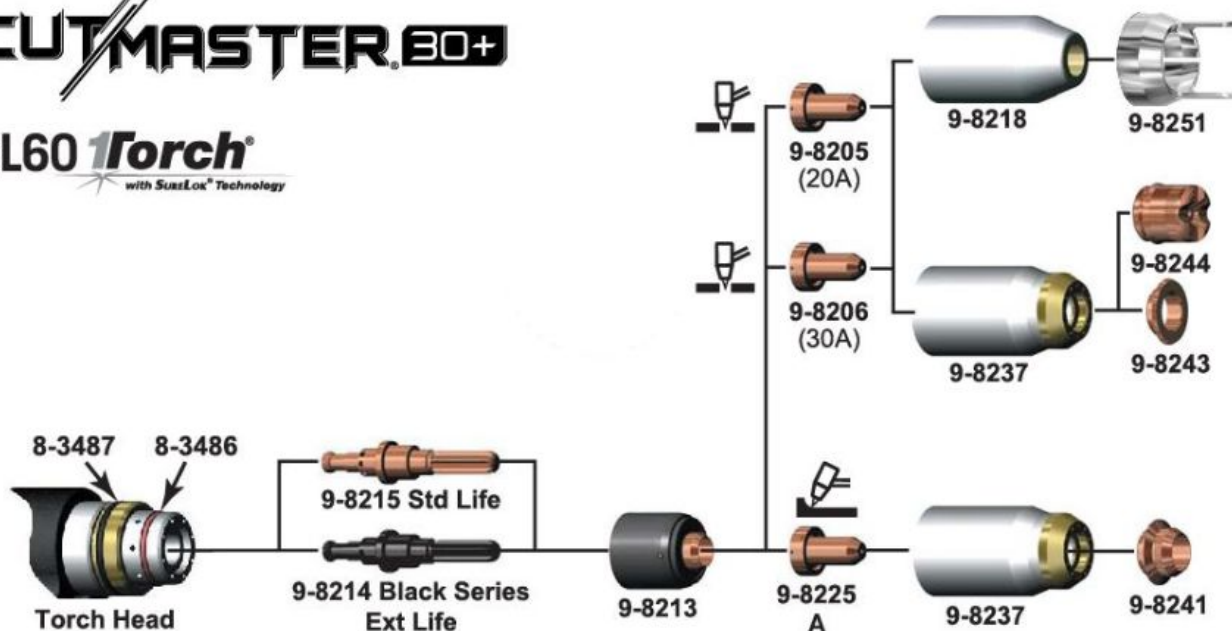 CUTMASTER® 30+
SL60 1Torch®
with SureLok® Technology
9-8205
(20A)
9-8218
9-8251
9-8206
(30A)
9-8237
9-8244
9-8243
8-3487
8-3486
Torch Head
9-8215 Std Life
9-8214 Black Series
Ext Life
9-8213
9-8225
A
9-8237
9-8241